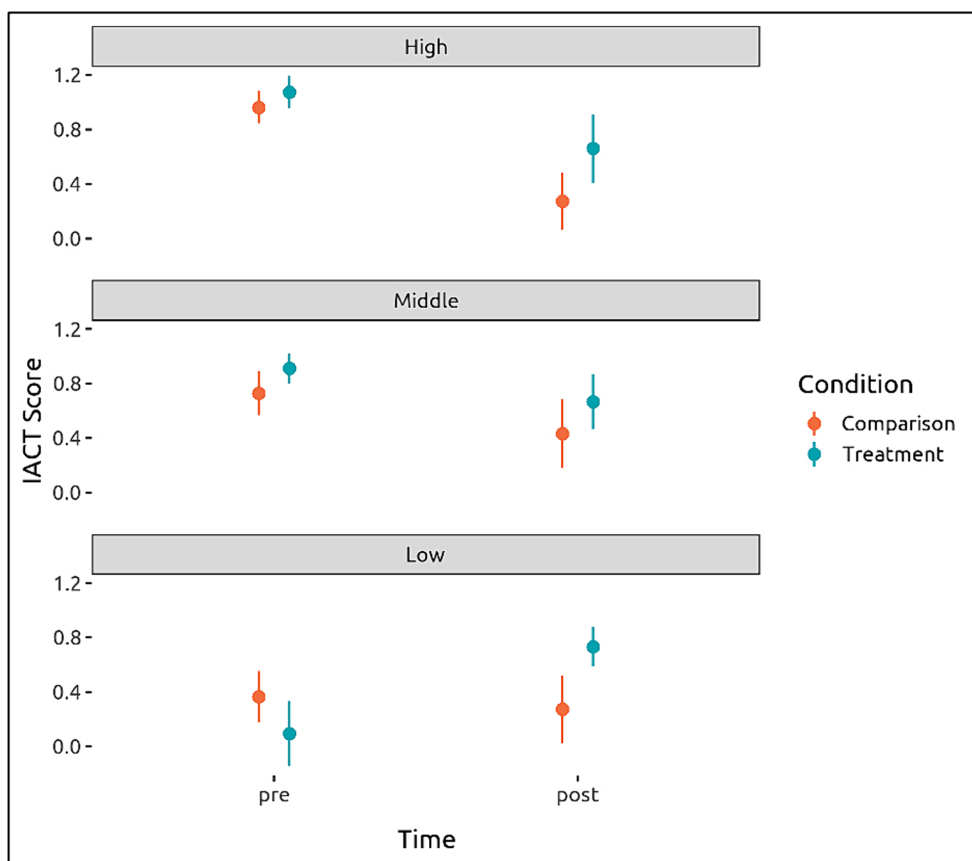 High
1.2
0.8
0.4
0.0
Middle
1.2
0.8
0.4
0.0
IACT Score
Low
1.2
0.8
0.4
0.0
pre post
Time
Condition
Comparison
Treatment